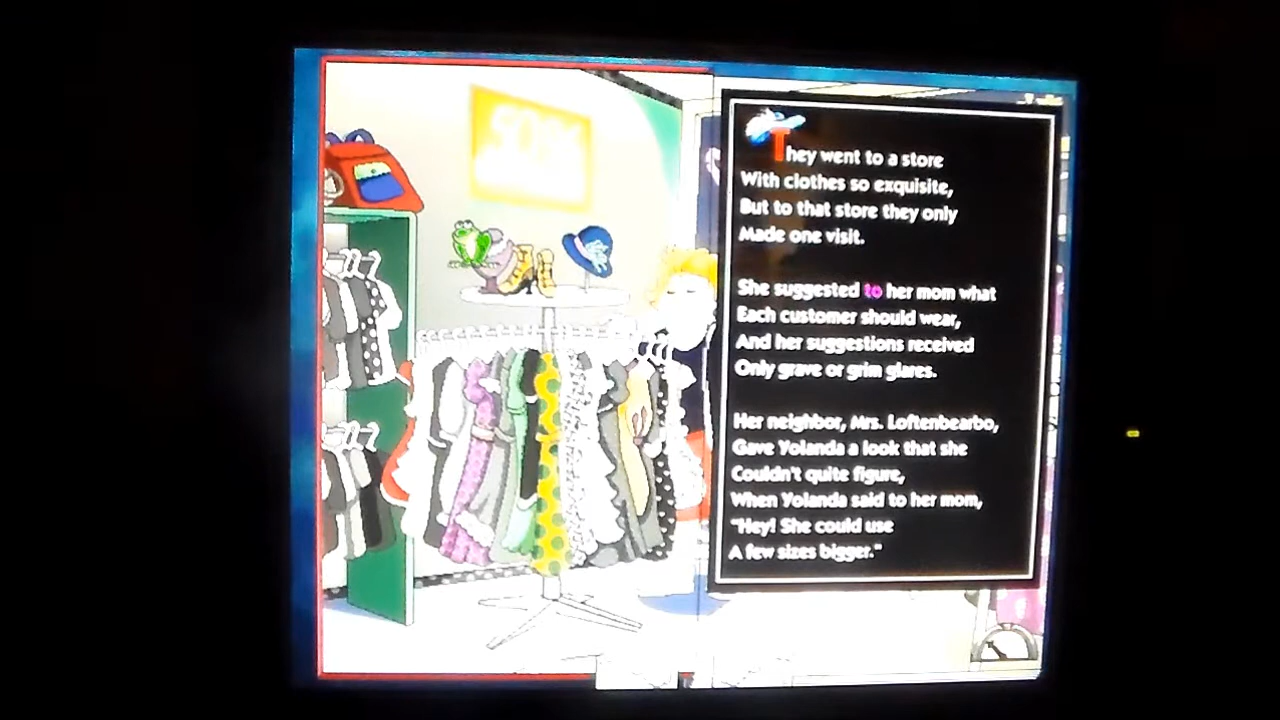 50%
They went to a store
With clothes so exquisite,
But to that store they only
Made one visit.
She suggested to her mom what
Each customer should wear,
And her suggestions received
Only grave or grim glares.
Her neighbor, Mrs. Loftenbearbo,
Gave Yolanda a look that she
Couldn't quite figure,
When Yolanda said to her mom,
"Hey! She could use
A few sizes bigger."